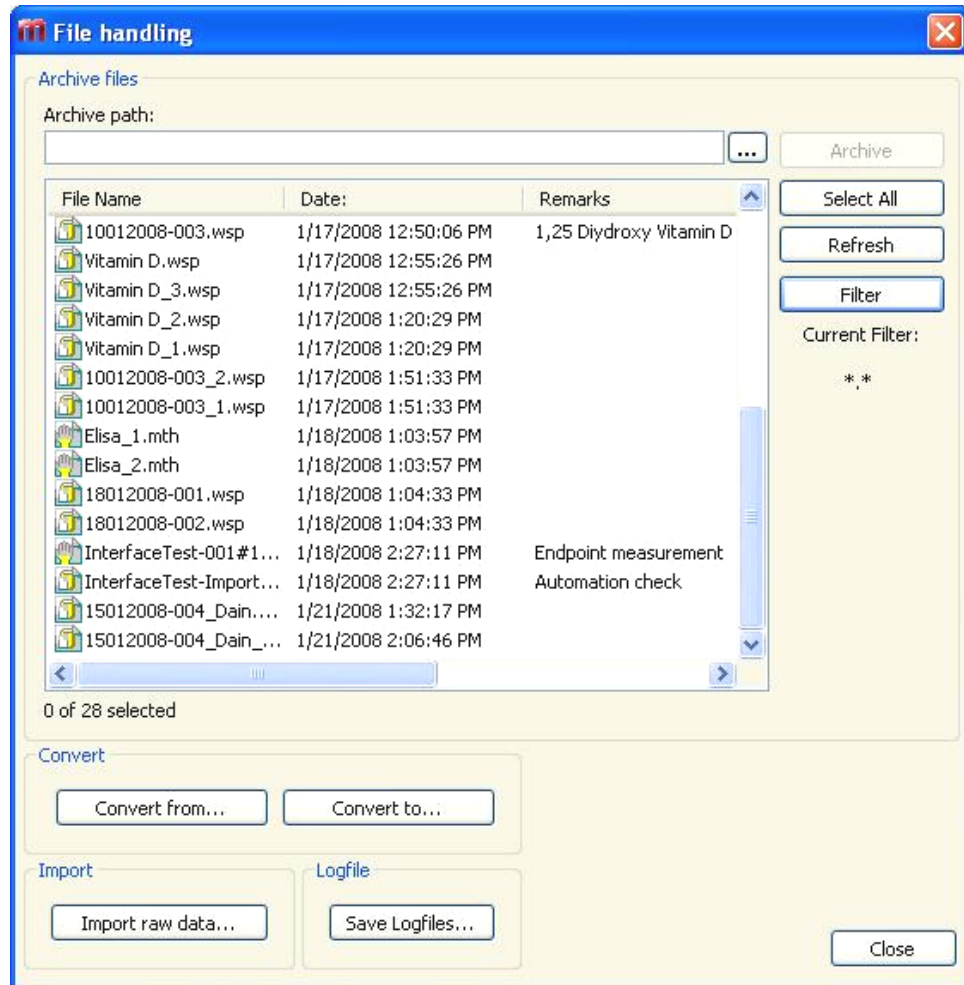 File handling
Archive files
Archive path:
...
Archive
File Name Date: Remarks
Select All
10012008-003.wsp 1/17/2008 12:50:06 PM 1,25 Diydroxy Vitamin D
Refresh
Vitamin D.wsp 1/17/2008 12:55:26 PM
Vitamin D_3.wsp 1/17/2008 12:55:26 PM
Filter
Vitamin D_2.wsp 1/17/2008 1:20:29 PM
Current Filter:
Vitamin D_1.wsp 1/17/2008 1:20:29 PM
10012008-003_2.wsp 1/17/2008 1:51:33 PM
*.*
10012008-003_1.wsp 1/17/2008 1:51:33 PM
Elisa_1.mth 1/18/2008 1:03:57 PM
Elisa_2.mth 1/18/2008 1:03:57 PM
18012008-001.wsp 1/18/2008 1:04:33 PM
18012008-002.wsp 1/18/2008 1:04:33 PM
InterfaceTest-001#1... 1/18/2008 2:27:11 PM Endpoint measurement
InterfaceTest-Import... 1/18/2008 2:27:11 PM Automation check
15012008-004_Dain.... 1/21/2008 1:32:17 PM
15012008-004_Dain_... 1/21/2008 2:06:46 PM
0 of 28 selected
Convert
Convert from... Convert to...
Import Logfile
Import raw data... Save Logfiles...
Close